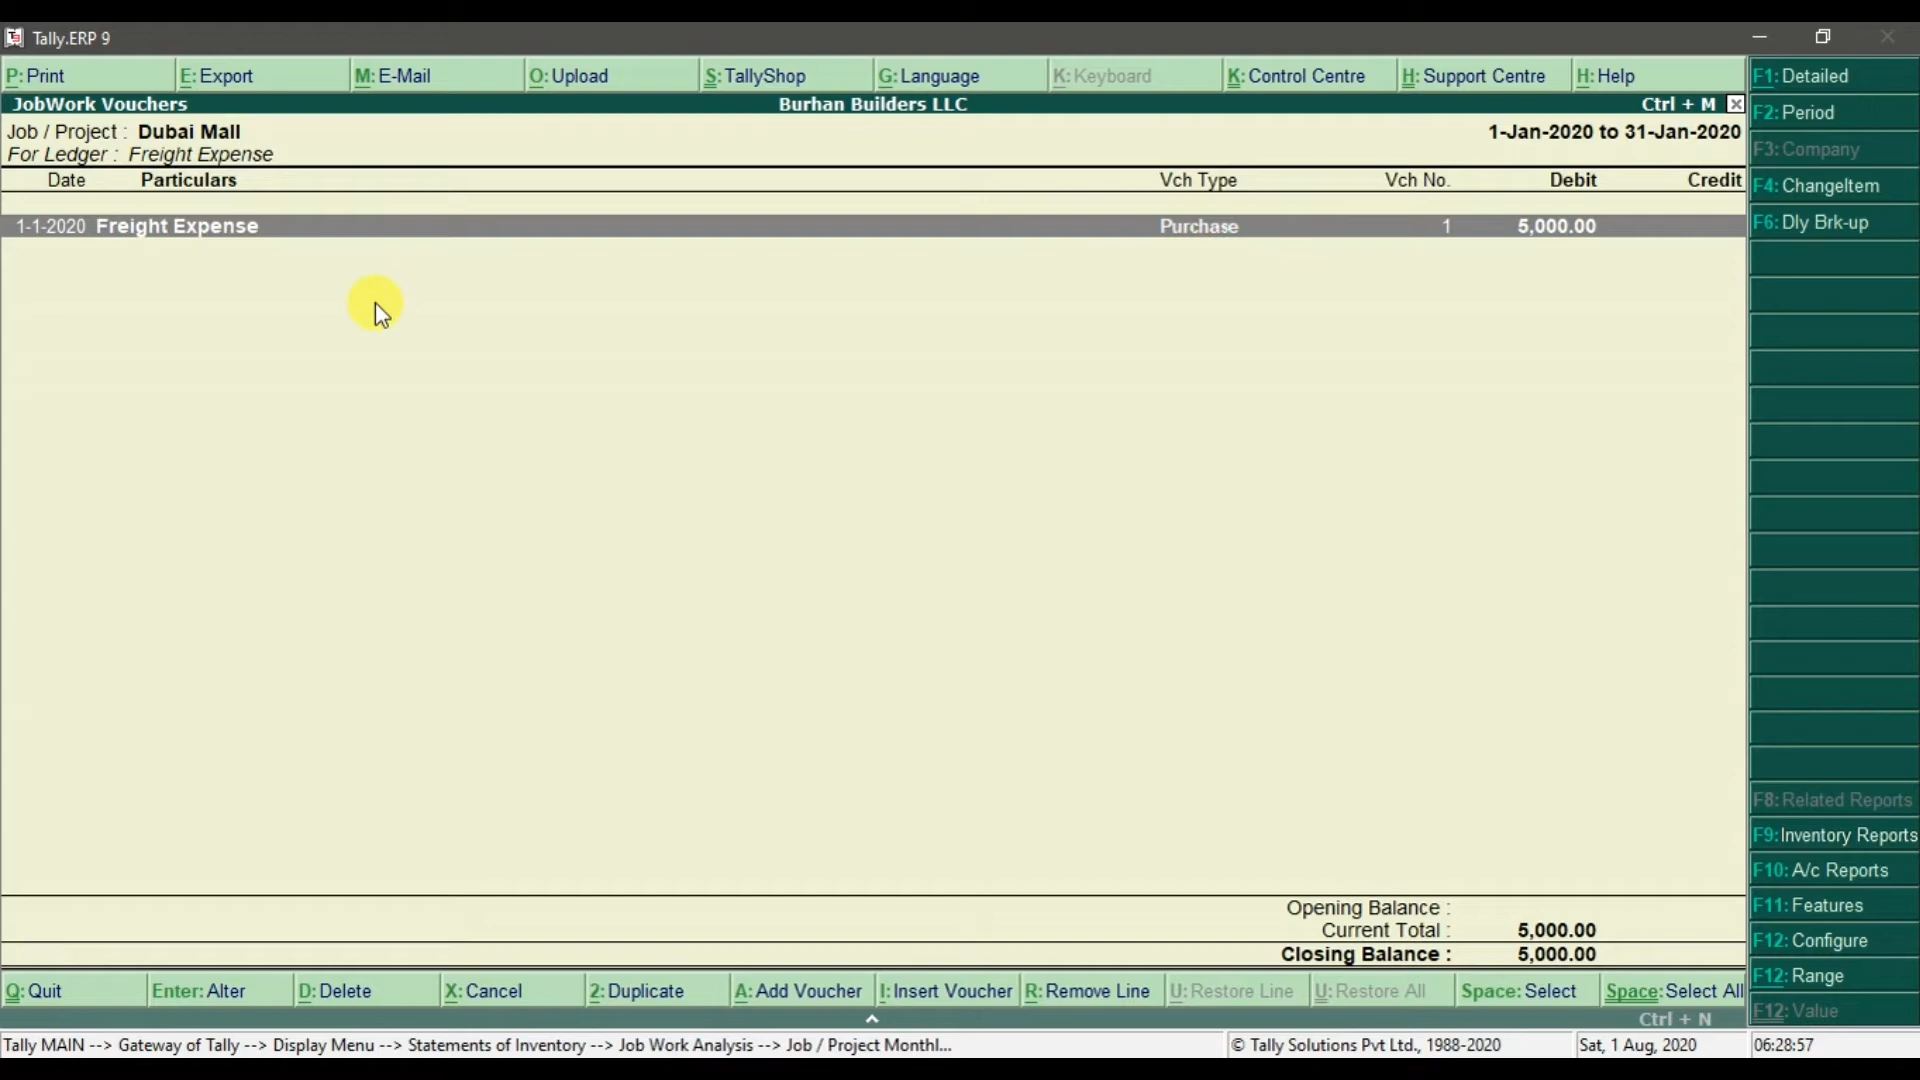 Tally.ERP 9
P: Print E: Export M: E-Mail O: Upload S: TallyShop G: Language K: Keyboard K: Control Centre H: Support Centre H: Help
JobWork Vouchers Burhan Builders LLC Ctrl + M
Job / Project : Dubai Mall 1-Jan-2020 to 31-Jan-2020
For Ledger : Freight Expense
Date Particulars Vch Type Vch No. Debit Credit
1-1-2020 Freight Expense Purchase 1 5,000.00
Opening Balance :
Current Total : 5,000.00
Closing Balance : 5,000.00
Q: Quit Enter: Alter D: Delete X: Cancel 2: Duplicate A: Add Voucher I: Insert Voucher R: Remove Line U: Restore Line U: Restore All Space: Select Space: Select All
Ctrl + N
F1: Detailed
F2: Period
F3: Company
F4: ChangeItem
F6: Dly Brk-up
F8: Related Reports
F9: Inventory Reports
F10: A/c Reports
F11: Features
F12: Configure
F12: Range
F12: Value
Tally MAIN --> Gateway of Tally --> Display Menu --> Statements of Inventory --> Job Work Analysis --> Job / Project Monthl... © Tally Solutions Pvt Ltd., 1988-2020 Sat, 1 Aug, 2020 06:28:57